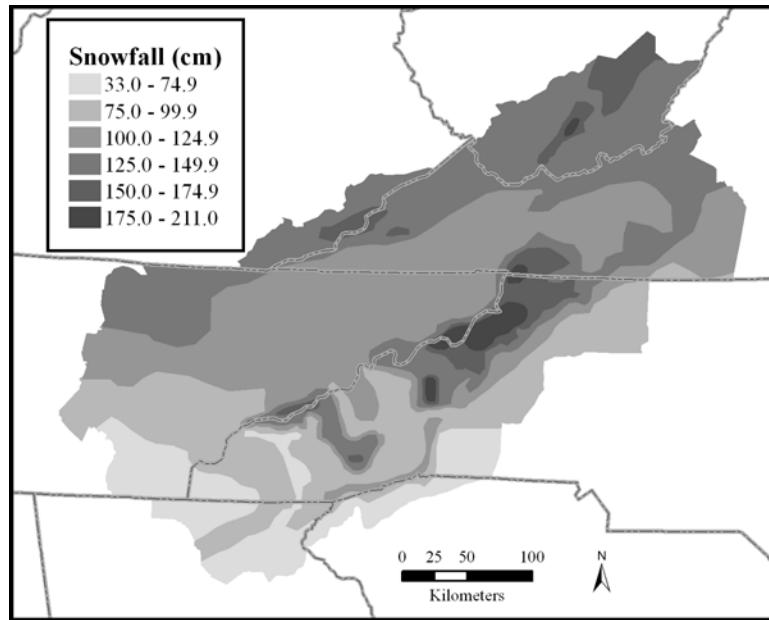 Snowfall (cm)
33.0 - 74.9
75.0 - 99.9
100.0 - 124.9
125.0 - 149.9
150.0 - 174.9
175.0 - 211.0
0 25 50 100
Kilometers
N